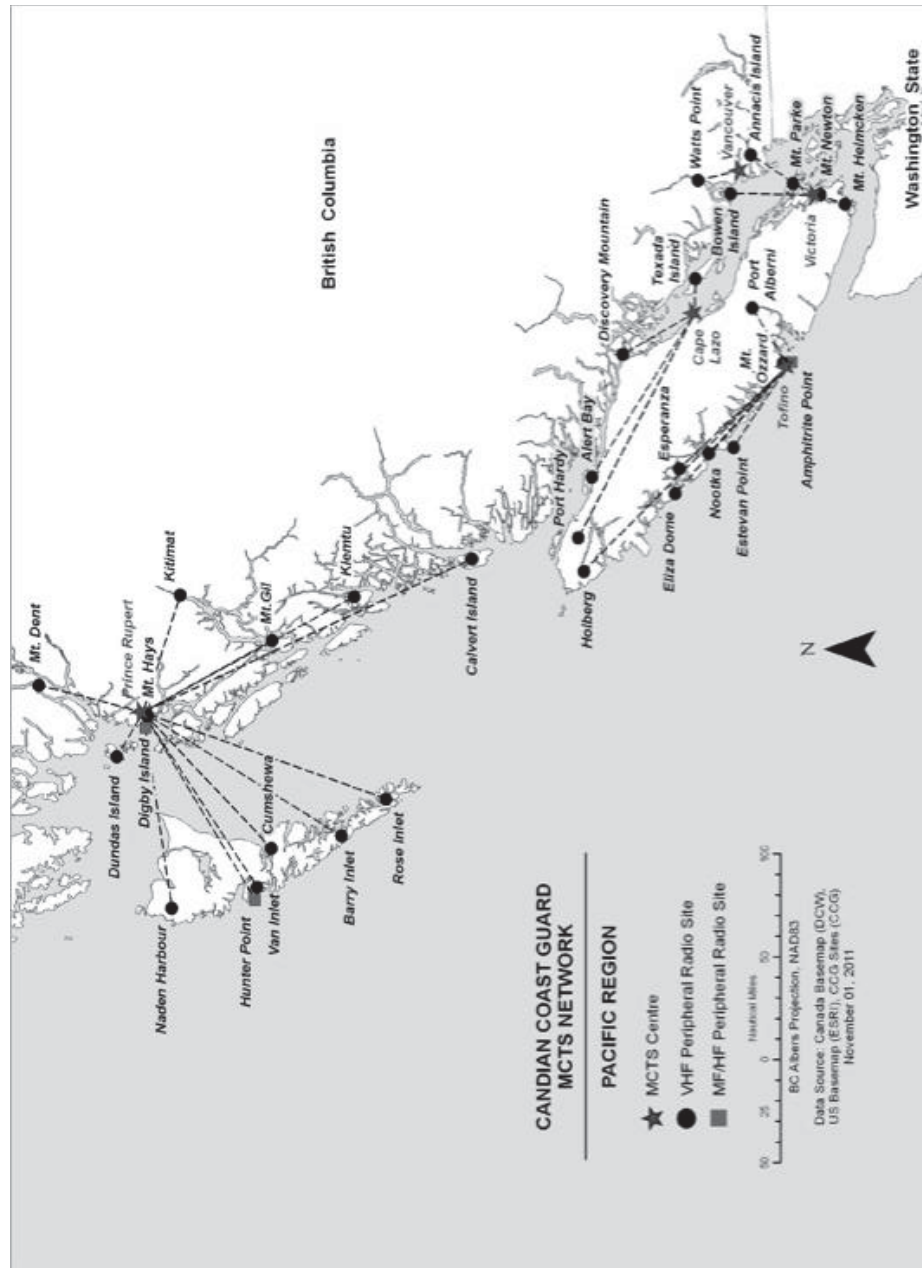 Mt. Dent
Dundas Island
Prince Rupert
Digby Island
Mt. Hays
Kitimat
Naden Harbour
Mt.Gil
Hunter Point
Van Inlet
Cumshewa
Klemtu
Barry Inlet
Rose Inlet
British Columbia
Calvert Island
Port Hardy
Alert Bay
Holberg
Discovery Mountain
Eliza Dome
Esperanza
Texada
Island
Cape
Lazo
Nootka
Estevan Point
Watts Point
Vancouver
Bowen
Island
Annacis Island
Port
Alberni
Mt.
Ozzard
Tofino
Amphitrite Point
Mt. Parke
Mt. Newton
Victoria
Mt. Helmcken
Washington State
N
CANDIAN COAST GUARD
MCTS NETWORK
PACIFIC REGION
MCTS Centre
VHF Peripheral Radio Site
MF/HF Peripheral Radio Site
Nautical Miles
50 25 0 50 100
BC Albers Projection, NAD83
Data Source: Canada Basemap (DCW),
US Basemap (ESRI), CCG Sites (CCG)
November 01, 2011